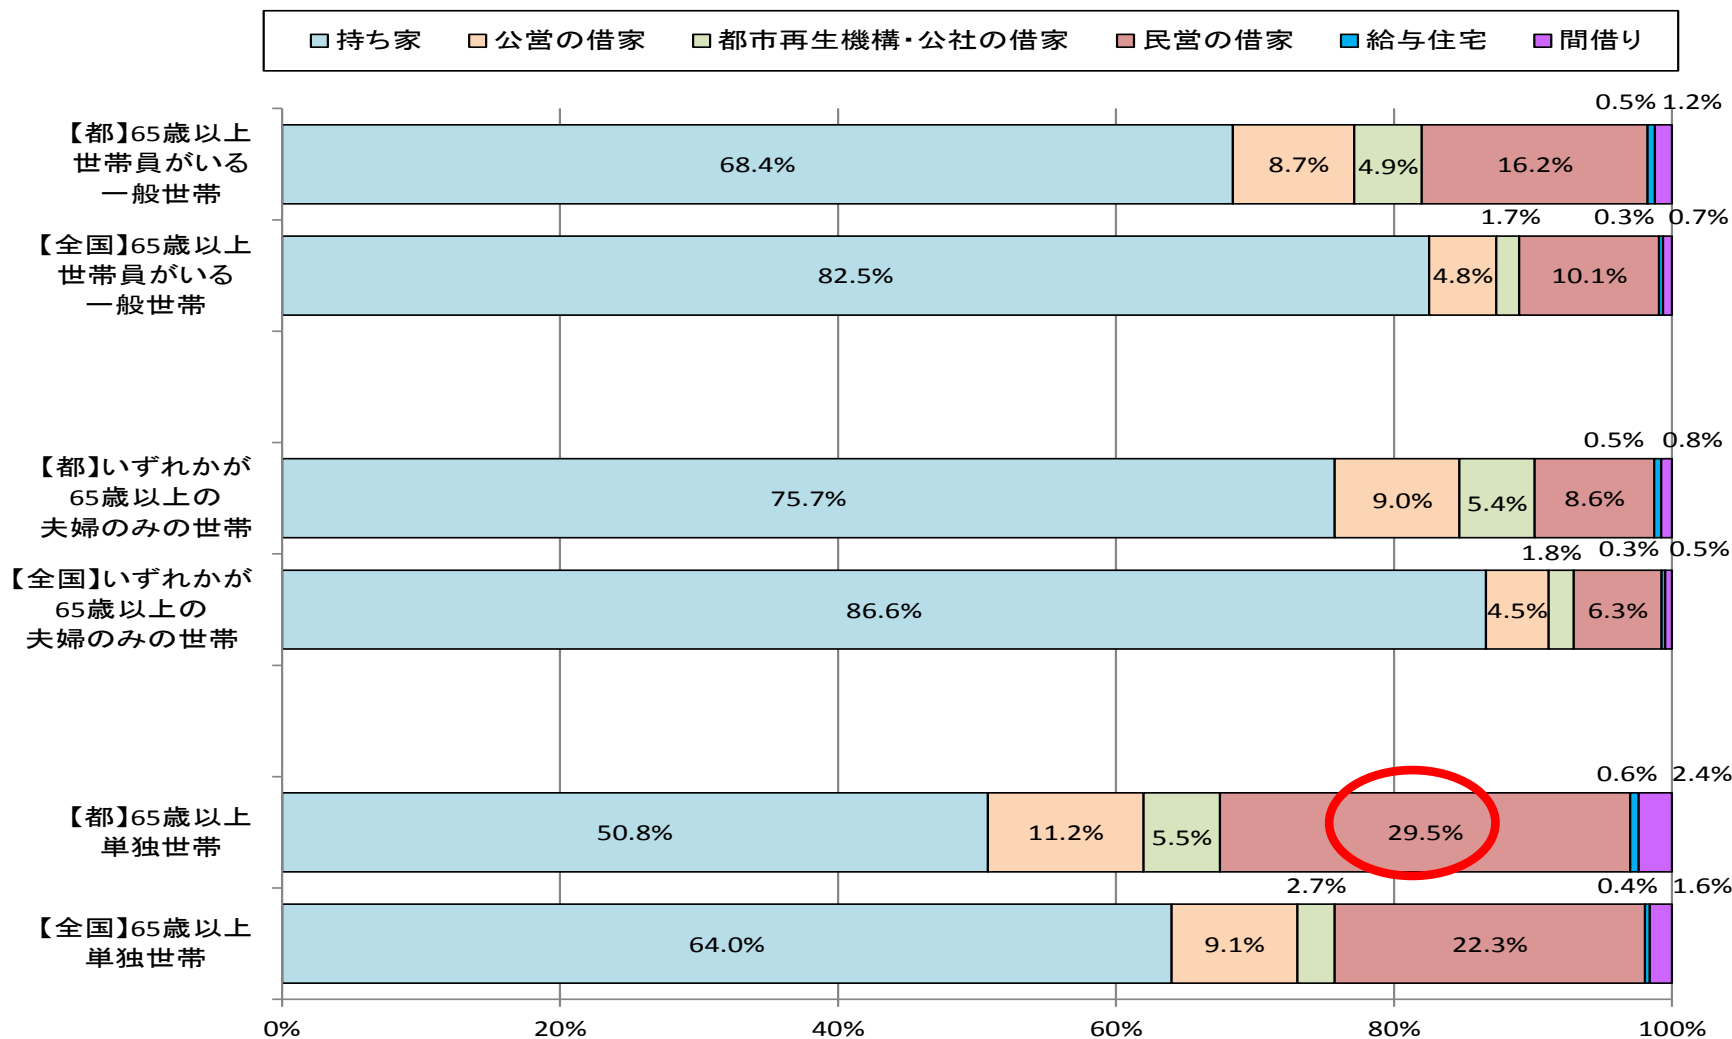 持ち家 公営の借家 都市再生機構・公社の借家 民営の借家 給与住宅 間借り
【都】65歳以上
世帯員がいる
一般世帯
68.4% 8.7% 4.9% 16.2% 0.5% 1.2%
【全国】65歳以上
世帯員がいる
一般世帯
82.5% 4.8% 1.7% 10.1% 0.3% 0.7%
【都】いずれかが
65歳以上の
夫婦のみの世帯
75.7% 9.0% 5.4% 8.6% 0.5% 0.8%
【全国】いずれかが
65歳以上の
夫婦のみの世帯
86.6% 4.5% 1.8% 6.3% 0.3% 0.5%
【都】65歳以上
単独世帯
50.8% 11.2% 5.5% 29.5% 0.6% 2.4%
【全国】65歳以上
単独世帯
64.0% 9.1% 2.7% 22.3% 0.4% 1.6%
0% 20% 40% 60% 80% 100%